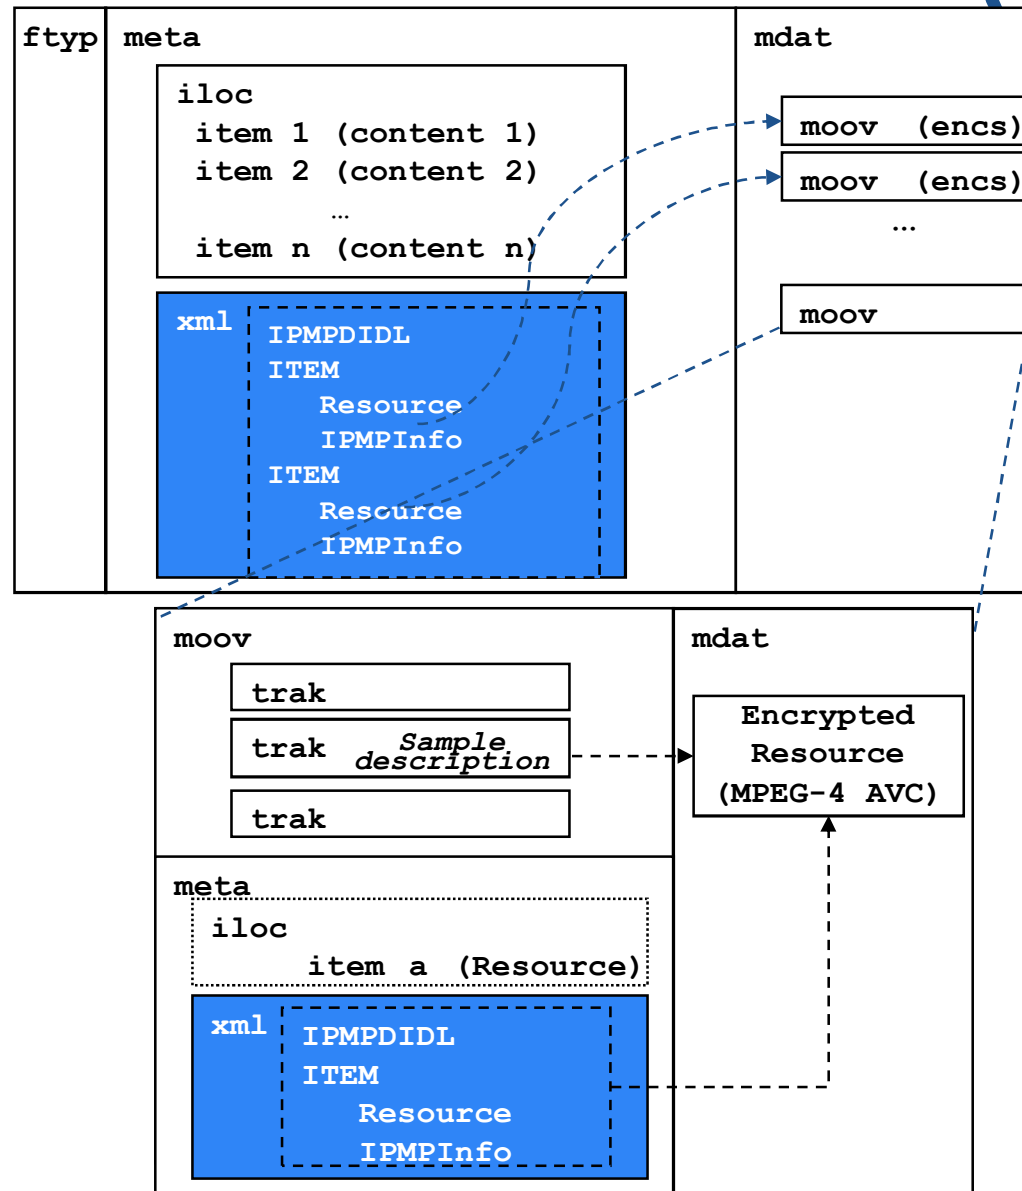 ftyp
meta
mdat
iloc
item 1 (content 1)
item 2 (content 2)
…
item n (content n)
moov (encs)
moov (encs)
…
moov
xml
IPMPDIDL
ITEM
Resource
IPMPInfo
ITEM
Resource
IPMPInfo
moov
mdat
trak
trak Sample description
trak
Encrypted
Resource
(MPEG-4 AVC)
meta
iloc
item a (Resource)
xml
IPMPDIDL
ITEM
Resource
IPMPInfo